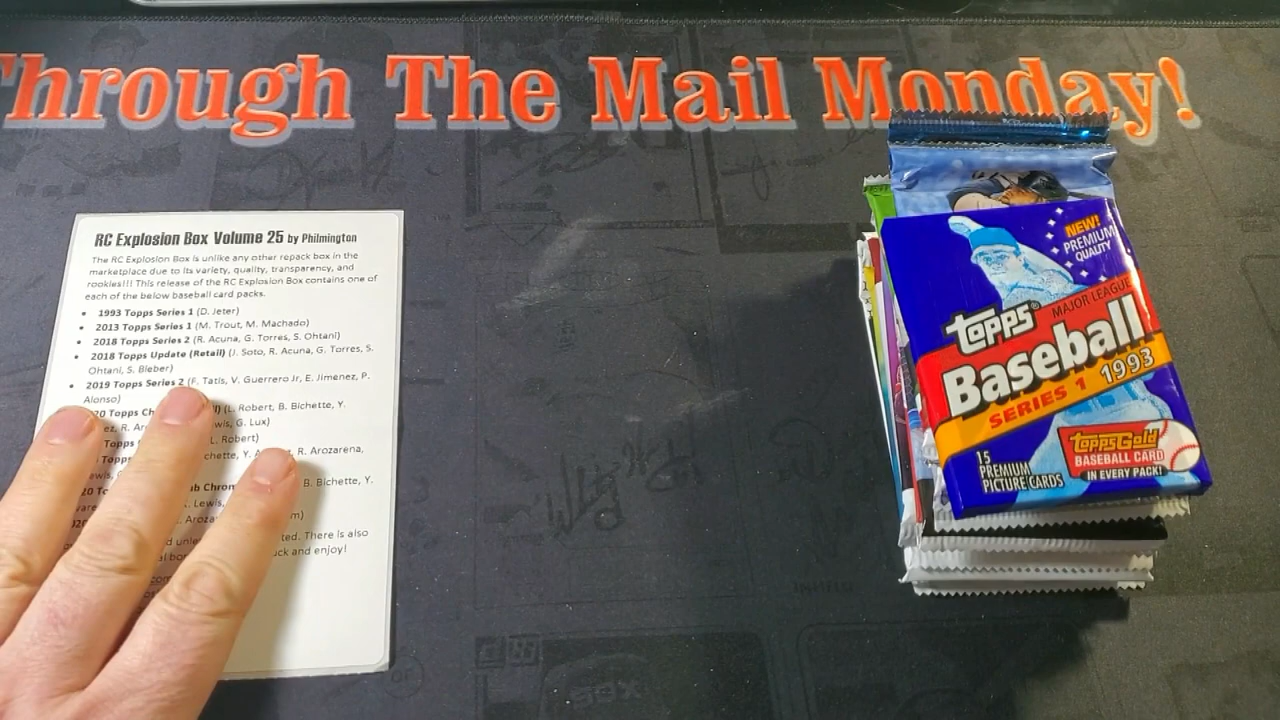 Through The Mail Monday!
RC Explosion Box Volume 25 by Philmington
The RC Explosion Box is unlike any other repack box in the
marketplace due to its variety, quality, transparency, and
rookies!!! This release of the RC Explosion Box contains one of
each of the below baseball card packs.
• 1993 Topps Series 1 (D. Jeter)
• 2013 Topps Series 1 (M. Trout, M. Machado)
• 2018 Topps Series 2 (R. Acuna, G. Torres, S. Ohtani)
• 2018 Topps Update (Retail) (J. Soto, R. Acuna, G. Torres, S.
Ohtani, S. Bieber)
• 2019 Topps Series 2 (F. Tatis, V. Guerrero Jr, E. Jimenez, P.
Alonso)
20 Topps (L. Robert, B. Bichette, Y.
G. Lux)
Topps L. Robert)
R. Arozarena,
B. Bichette, Y.
Lewis,
There is also
and enjoy!
NEW!
PREMIUM
QUALITY
Topps®
MAJOR LEAGUE
Baseball
SERIES 1 1993
ToppsGold
BASEBALL CARD
IN EVERY PACK!
15
PREMIUM
PICTURE CARDS